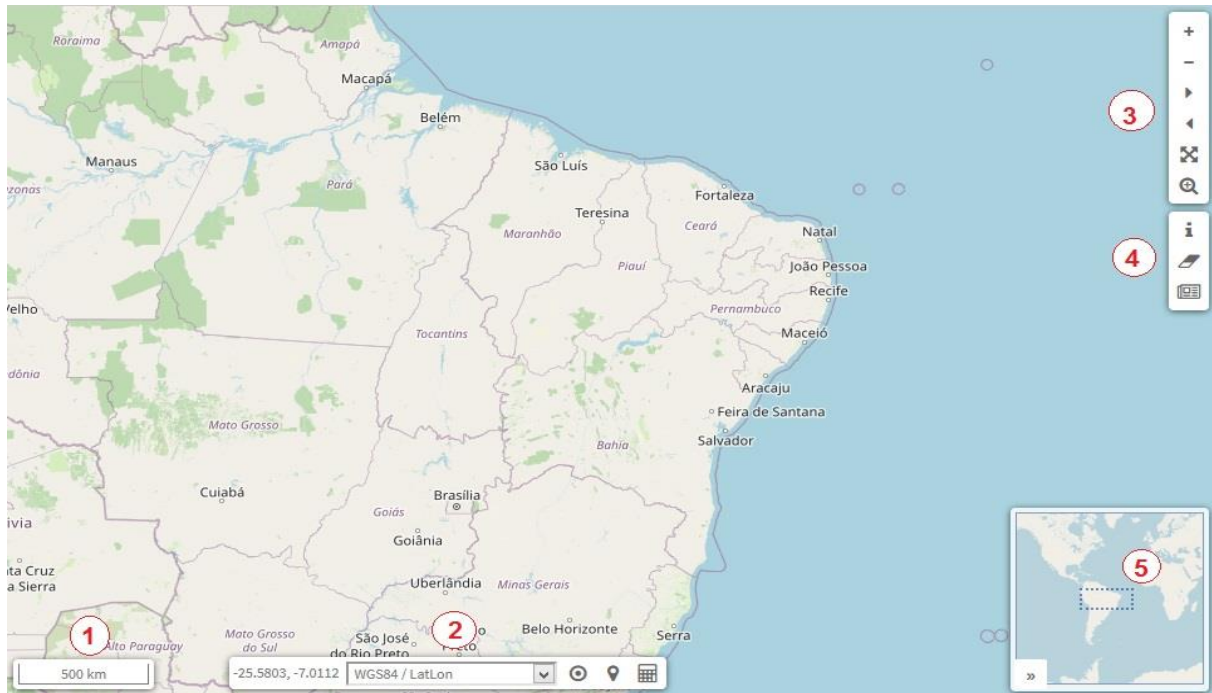 Roraima
Amapá
Macapá
Belém
Manaus
São Luís
azonas
Pará
Fortaleza
Teresina
Ceará
Maranhão
Natal
Piauí
João Pessoa
Recife
Velho
Pernambuco
Tocantins
Maceió
dônia
Aracaju
Feira de Santana
Mato Grosso
Bahia
Salvador
Cuiabá
Brasília
Goiás
ivia
Goiânia
ta Cruz
a Sierra
Uberlândia
Minas Gerais
Mato Grosso
do Sul
Alto Paraguay
São José
do Rio Preto
Belo Horizonte
Serra
1
2
3
4
5
+
−
i
500 km
-25.5803, -7.0112 WGS84 / LatLon
»